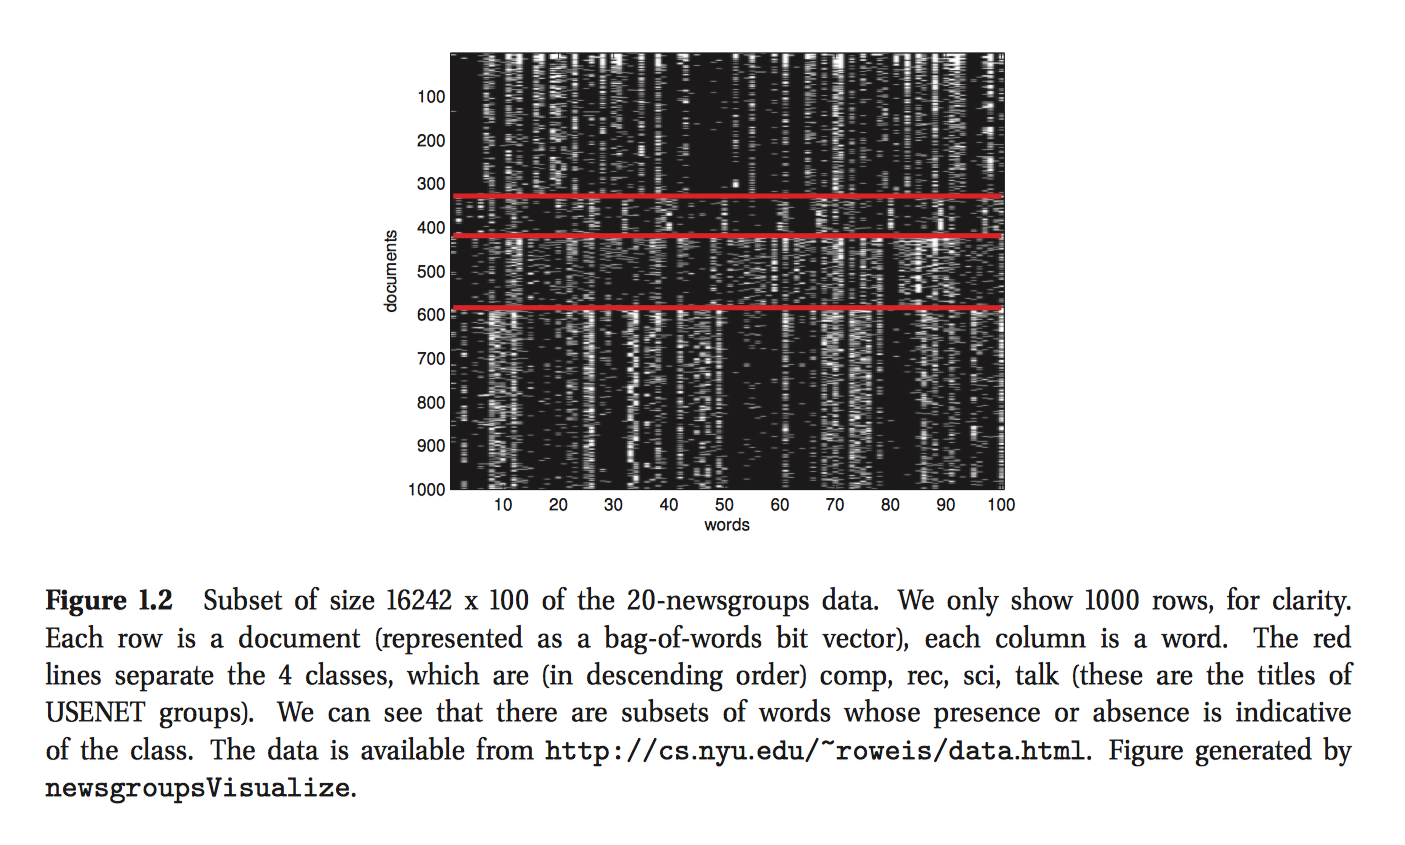 100
200
300
400
500
600
700
800
900
1000
documents
10 20 30 40 50 60 70 80 90 100
words
Figure 1.2 Subset of size 16242 x 100 of the 20-newsgroups data. We only show 1000 rows, for clarity.
Each row is a document (represented as a bag-of-words bit vector), each column is a word. The red
lines separate the 4 classes, which are (in descending order) comp, rec, sci, talk (these are the titles of
USENET groups). We can see that there are subsets of words whose presence or absence is indicative
of the class. The data is available from http://cs.nyu.edu/~roweis/data.html. Figure generated by
newsgroupsVisualize.